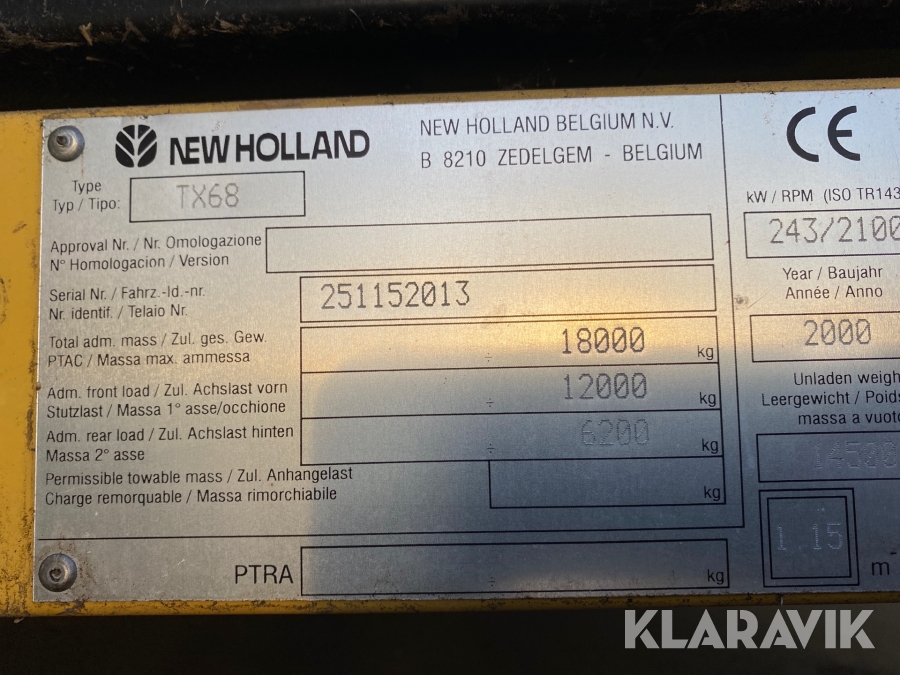 NEW HOLLAND
NEW HOLLAND BELGIUM N.V.
B 8210 ZEDELGEM - BELGIUM
CE
Type
Typ / Tipo:
TX68
kW / RPM (ISO TR143
243/2100
Approval Nr. / Nr. Omologazione
N° Homologacion / Version
Serial Nr. / Fahrz.-Id.-nr.
Nr. identif. / Telaio Nr.
251152013
Year / Baujahr
Année / Anno
2000
Total adm. mass / Zul. ges. Gew.
PTAC / Massa max. ammessa
÷ 18000 kg
Adm. front load / Zul. Achslast vorn
Stutzlast / Massa 1° asse/occhione
÷ 12000 kg
Adm. rear load / Zul. Achslast hinten
Massa 2° asse
÷ 6200 kg
Unladen weigh
Leergewicht / Poids
massa a vuoto
14500
Permissible towable mass / Zul. Anhangelast
Charge remorquable / Massa rimorchiabile
kg
PTRA
÷ kg
1.15
m
KLARAVIK